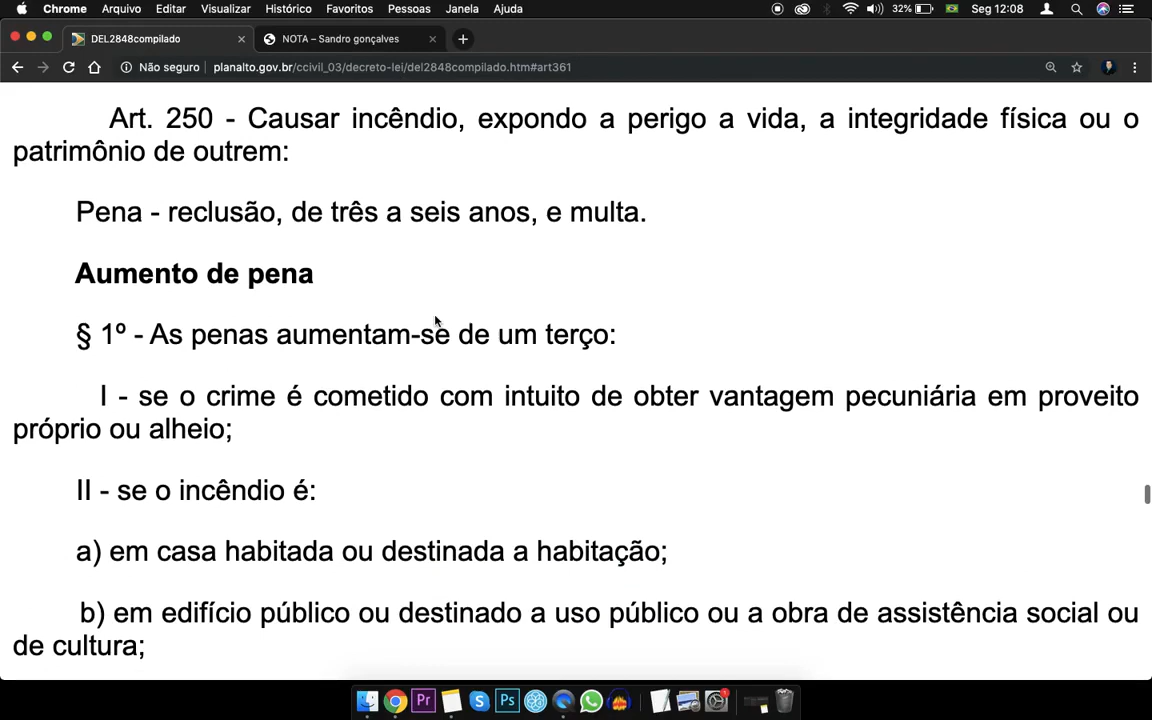 Chrome Arquivo Editar Visualizar Histórico Favoritos Pessoas Janela Ajuda 32% Seg 12:08
DEL2848compilado NOTA – Sandro gonçalves
Não seguro planalto.gov.br/ccivil_03/decreto-lei/del2848compilado.htm#art361
Art. 250 - Causar incêndio, expondo a perigo a vida, a integridade física ou o
patrimônio de outrem:
Pena - reclusão, de três a seis anos, e multa.
Aumento de pena
§ 1º - As penas aumentam-se de um terço:
I - se o crime é cometido com intuito de obter vantagem pecuniária em proveito
próprio ou alheio;
II - se o incêndio é:
a) em casa habitada ou destinada a habitação;
b) em edifício público ou destinado a uso público ou a obra de assistência social ou
de cultura;
Pr Ps